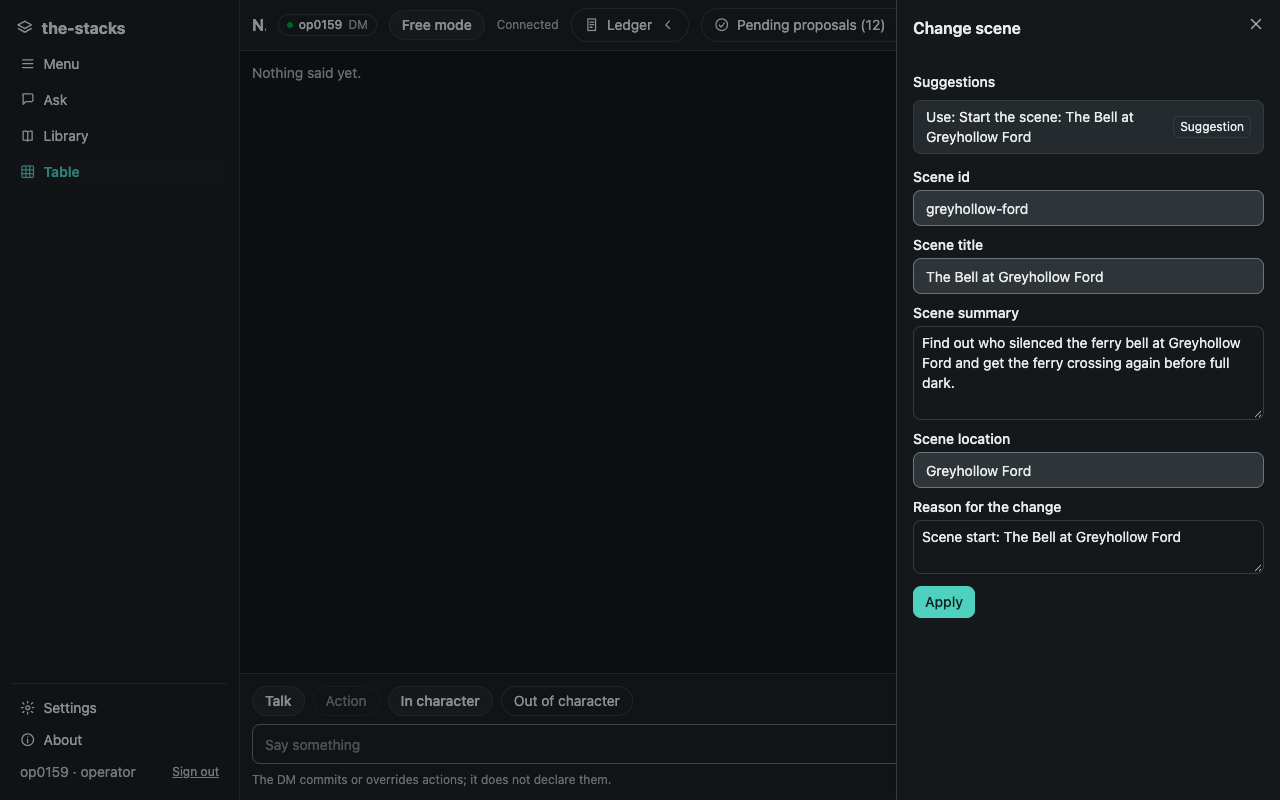 the-stacks
Menu
Ask
Library
Table
Settings
About
op0159 · operator
Sign out
N.
op0159 DM
Free mode
Connected
Ledger
Pending proposals (12)
Nothing said yet.
Talk
Action
In character
Out of character
Say something
The DM commits or overrides actions; it does not declare them.
Change scene
Suggestions
Use: Start the scene: The Bell at
Greyhollow Ford
Suggestion
Scene id
greyhollow-ford
Scene title
The Bell at Greyhollow Ford
Scene summary
Find out who silenced the ferry bell at Greyhollow
Ford and get the ferry crossing again before full
dark.
Scene location
Greyhollow Ford
Reason for the change
Scene start: The Bell at Greyhollow Ford
Apply